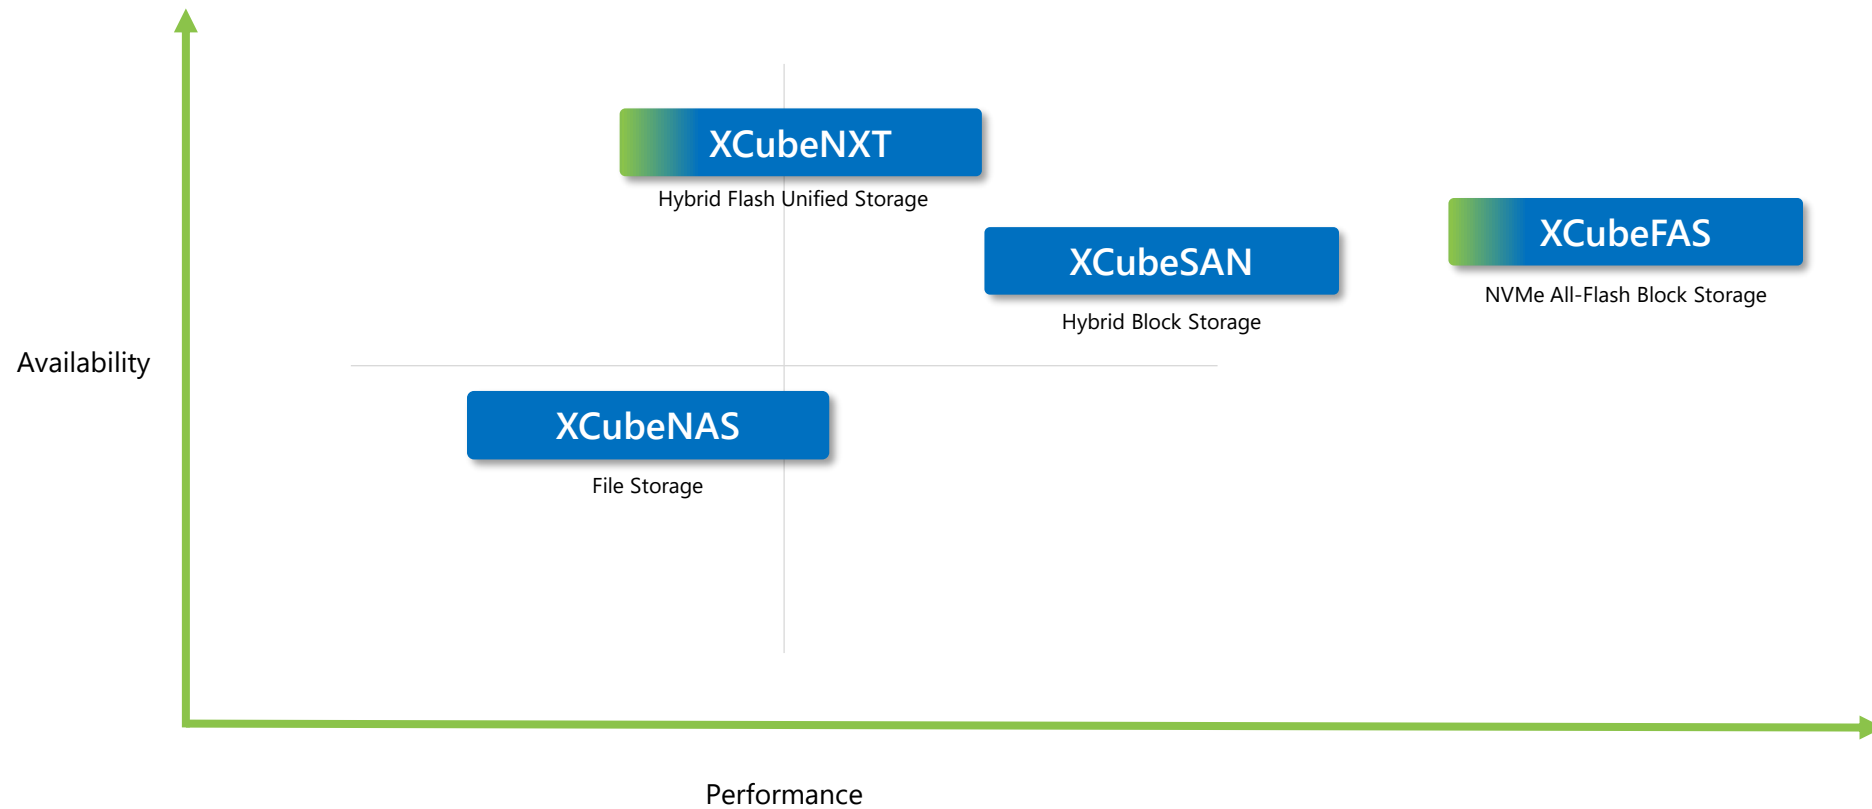 XCubeNXT
Hybrid Flash Unified Storage
XCubeFAS
NVMe All-Flash Block Storage
XCubeSAN
Hybrid Block Storage
Availability
XCubeNAS
File Storage
Performance